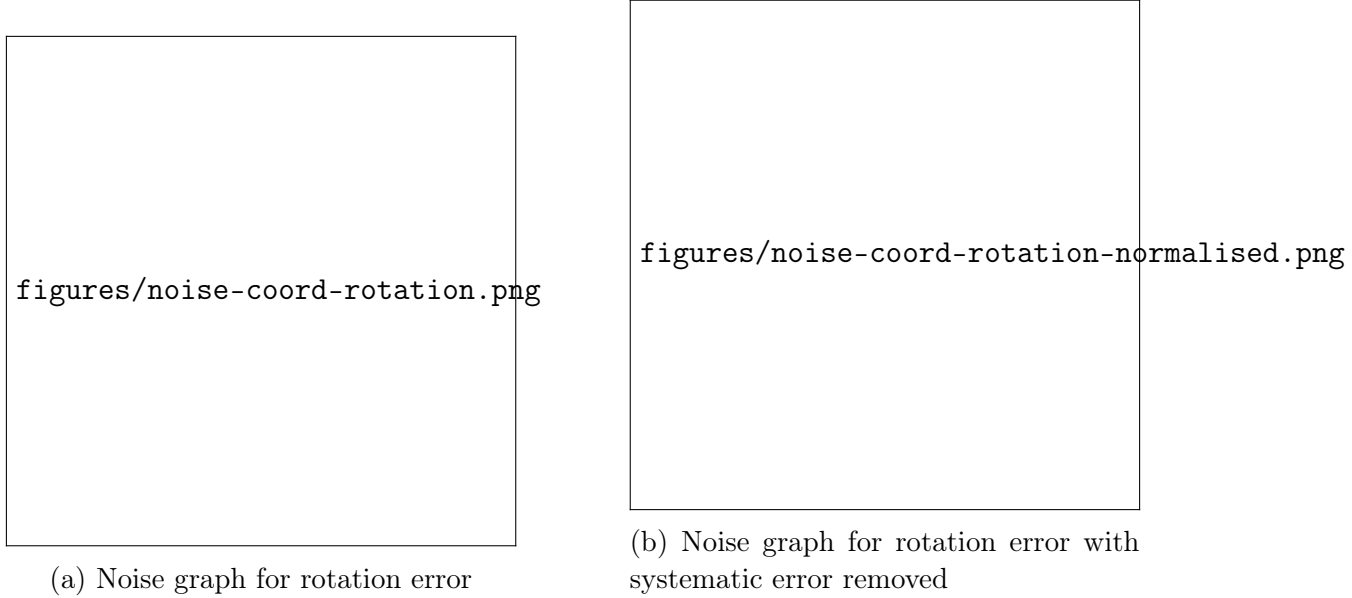 figures/noise-coord-rotation.png
(a) Noise graph for rotation error
figures/noise-coord-rotation-normalised.png
(b) Noise graph for rotation error with
systematic error removed